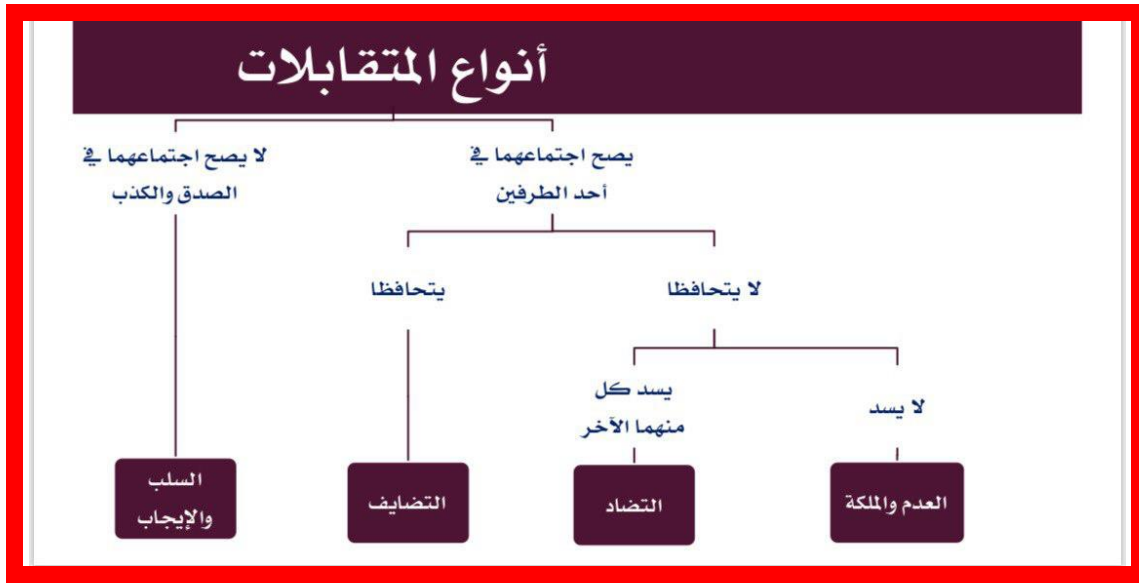 أنواع المتقابلات
يصح اجتماعهما في
أحد الطرفين
لا يصح اجتماعهما في
الصدق والكذب
لا يتحافظا
يتحافظا
لا يسد
يسد كل
منهما الآخر
العدم والملكة
التضاد
التضايف
السلب
والإيجاب